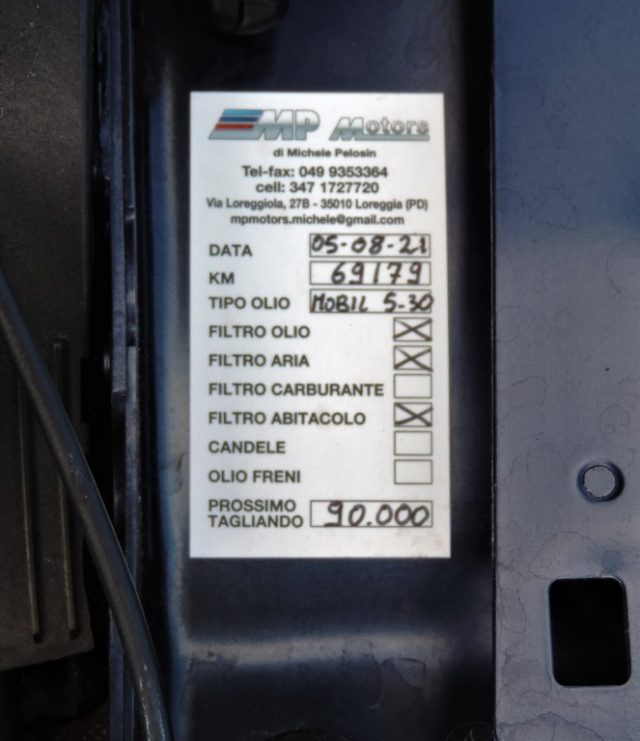 MP Motors
di Michele Pelosin
Tel-fax: 049 9353364
cell: 347 1727720
Via Loreggiola, 27B - 35010 Loreggia (PD)
mpmotors.michele@gmail.com
DATA 05-08-21
KM 69179
TIPO OLIO MOBIL 5-30
FILTRO OLIO X
FILTRO ARIA X
FILTRO CARBURANTE
FILTRO ABITACOLO X
CANDELE
OLIO FRENI
PROSSIMO
TAGLIANDO 90.000